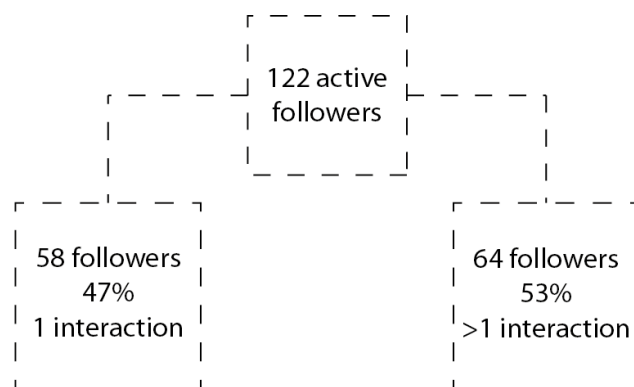 122 active
followers
58 followers
47%
1 interaction
64 followers
53%
>1 interaction